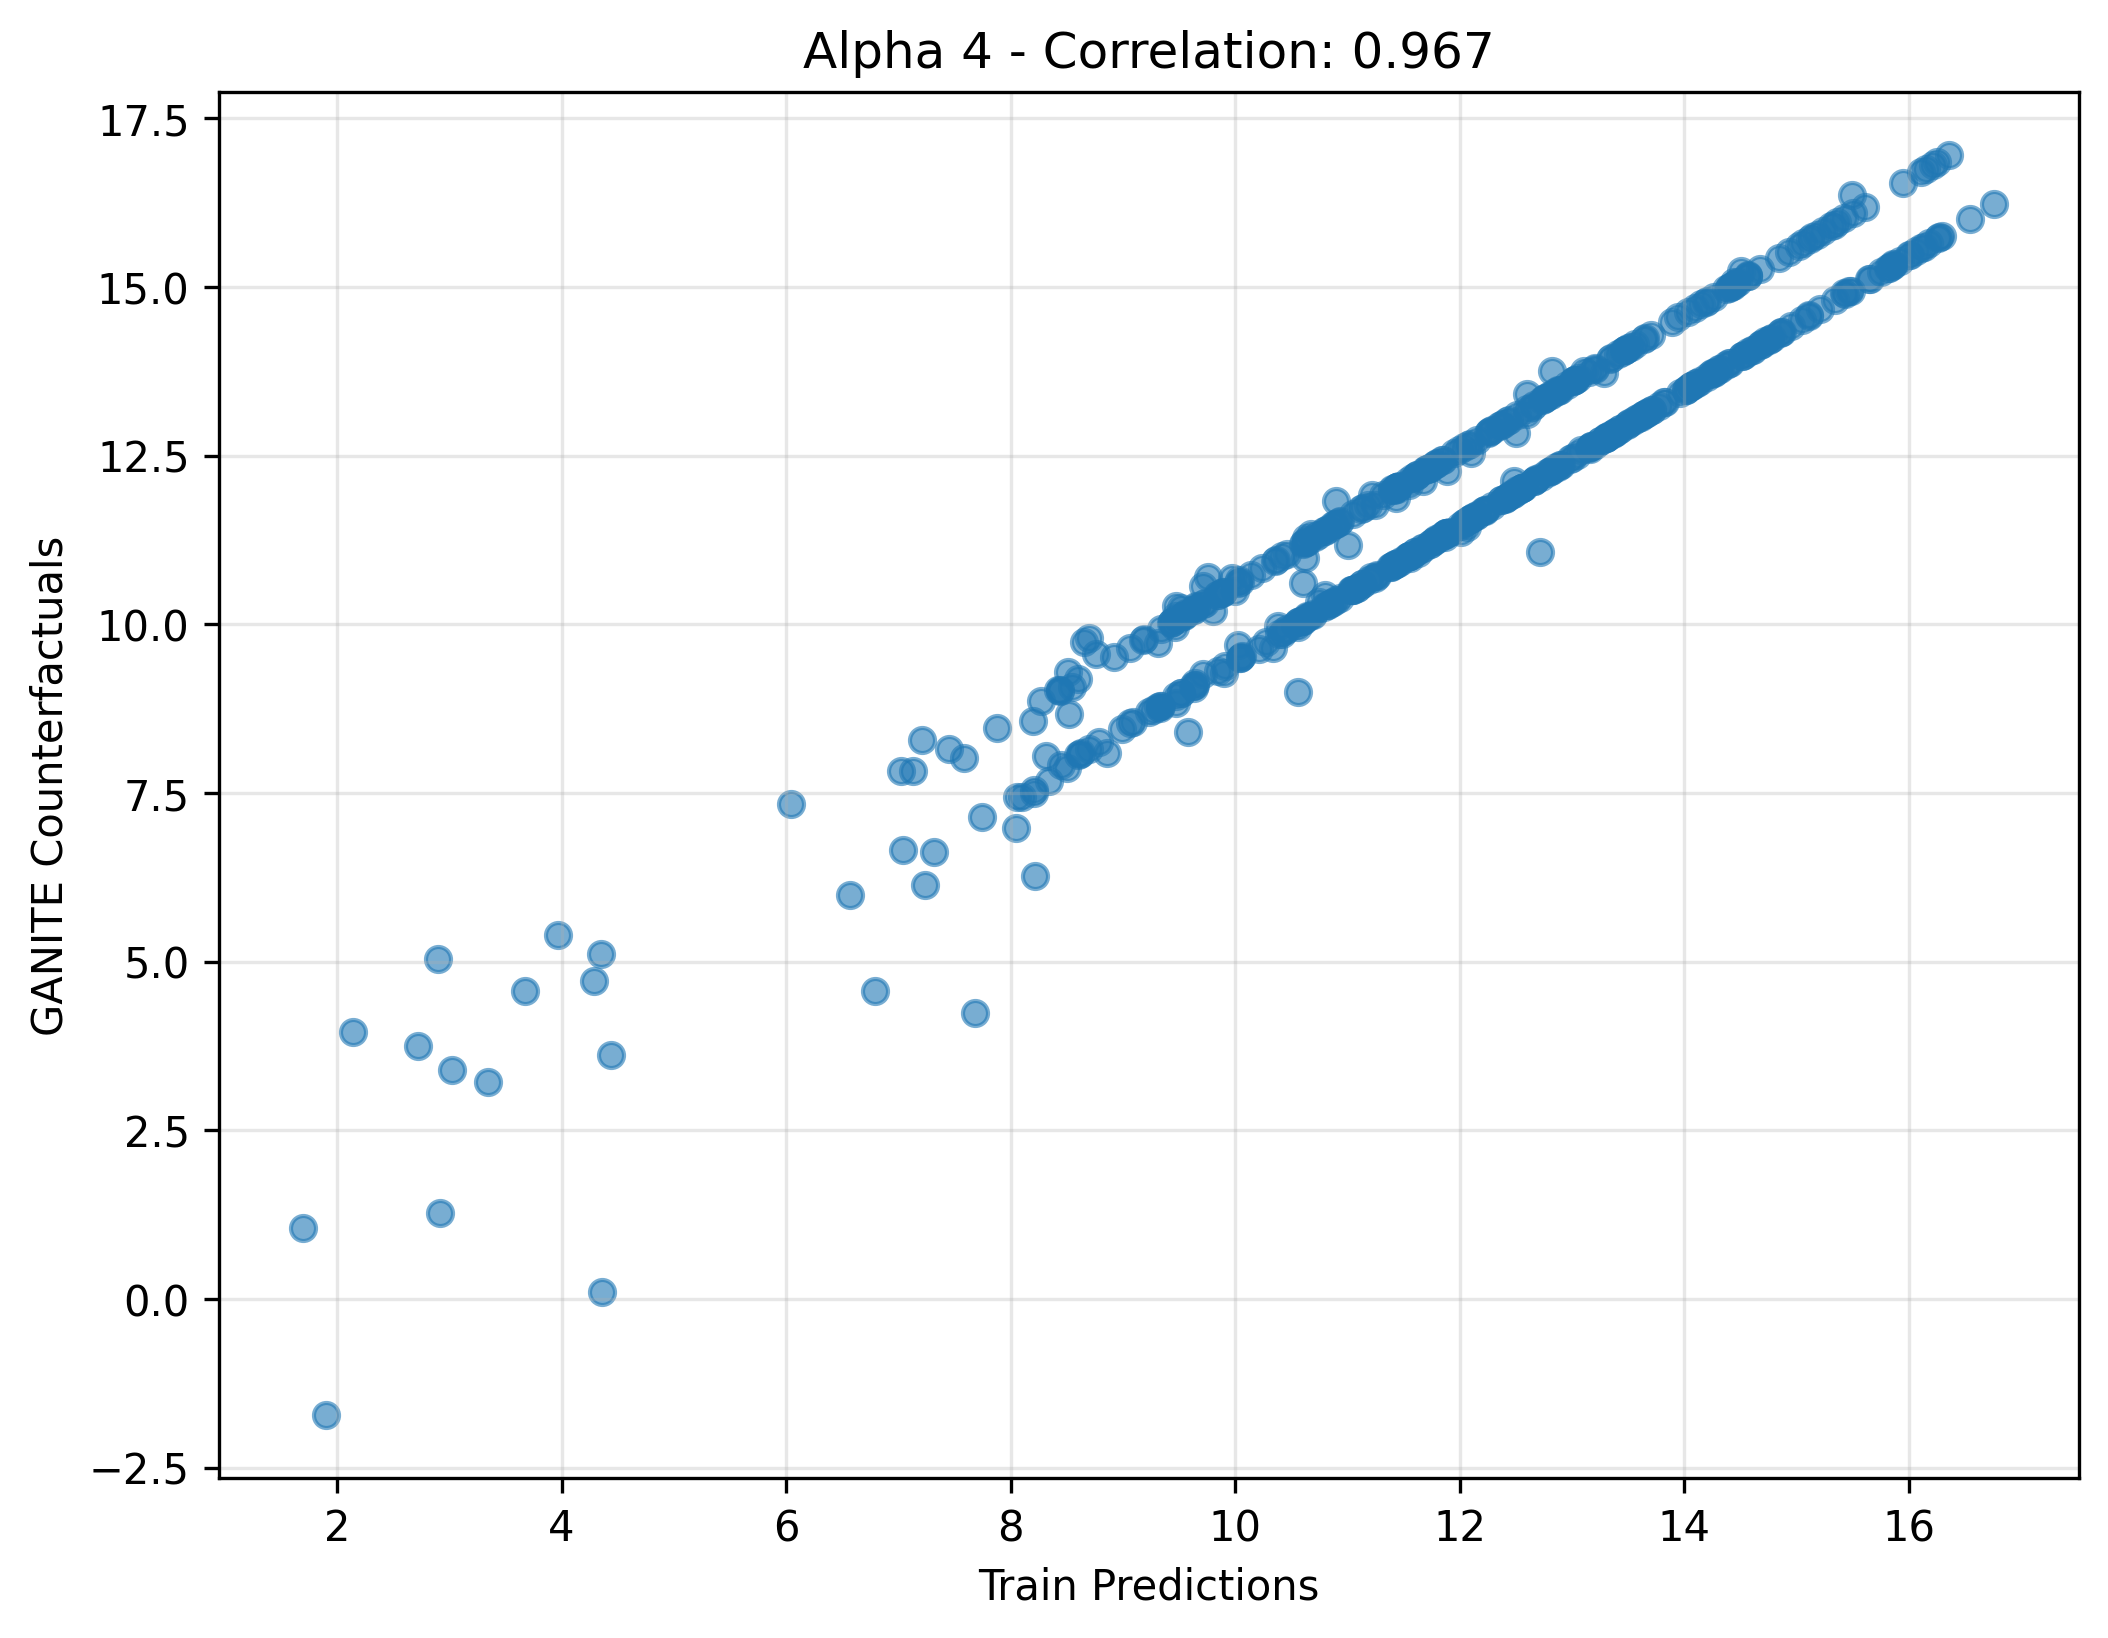 Alpha 4 - Correlation: 0.967
17.5
15.0
12.5
10.0
7.5
5.0
2.5
0.0
−2.5
GANITE Counterfactuals
2 4 6 8 10 12 14 16
Train Predictions